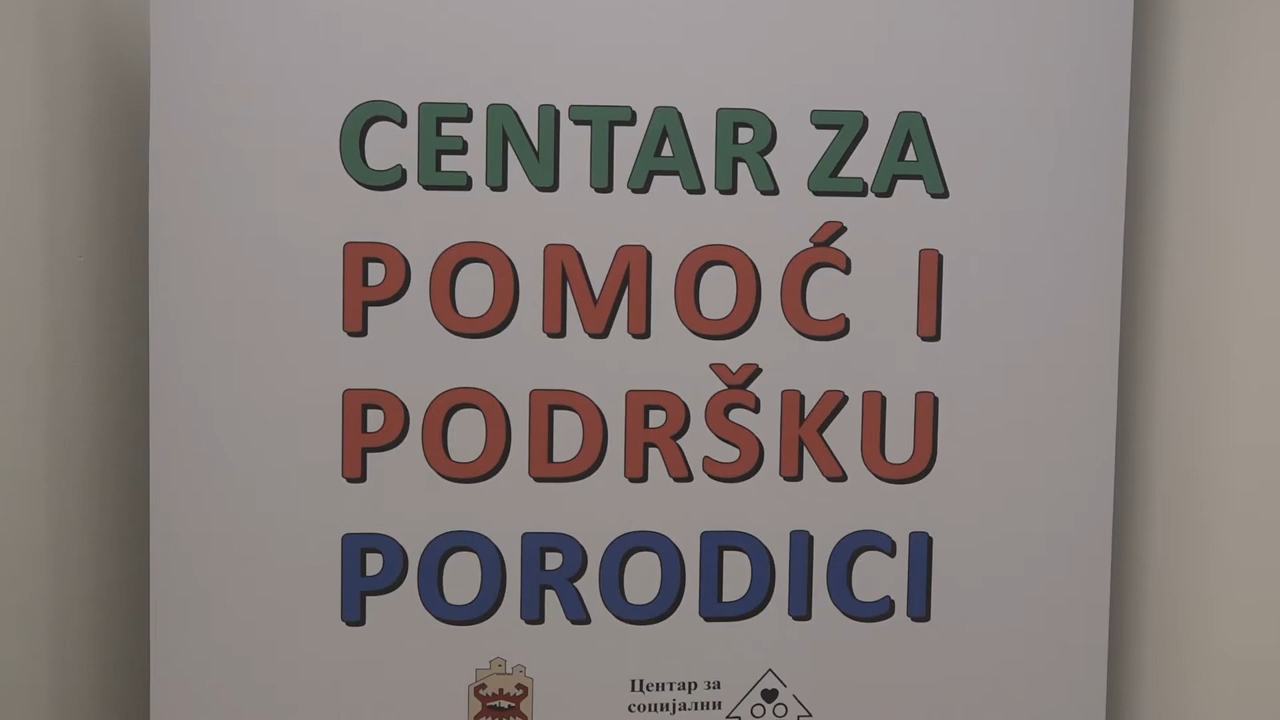 CENTAR ZA
POMOĆ I
PODRŠKU
PORODICI
Центар за
социјални